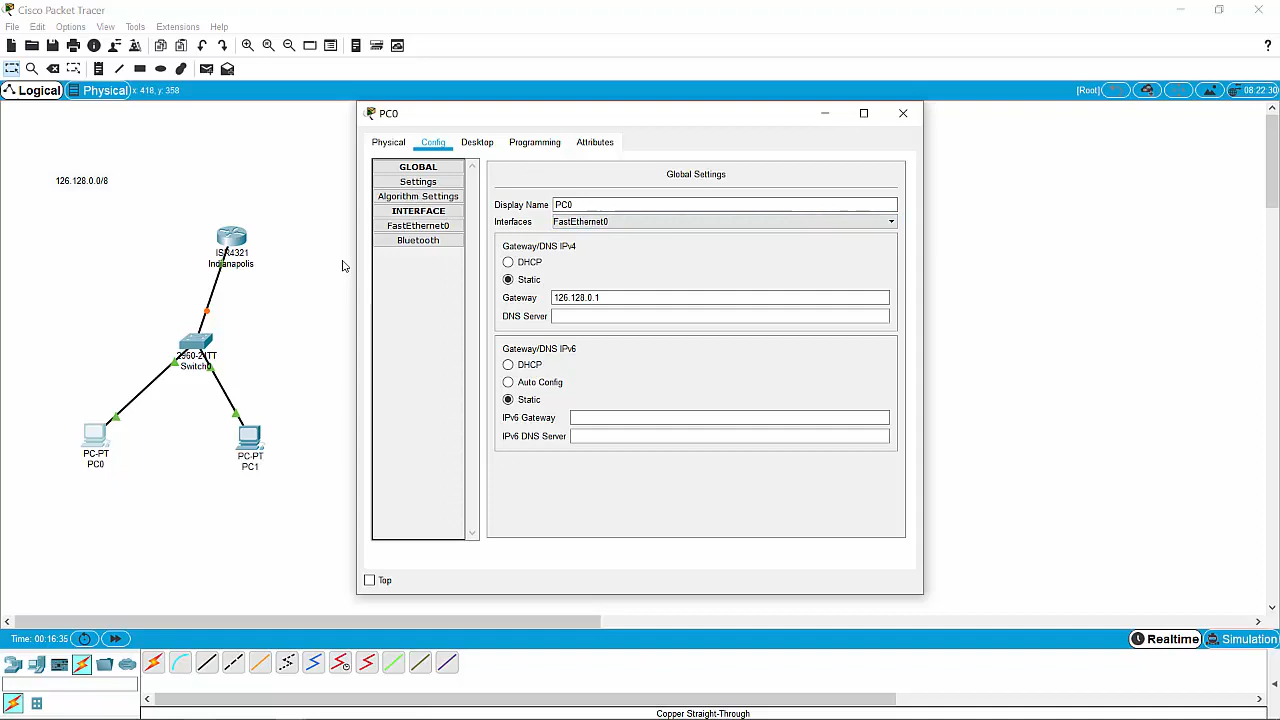 Cisco Packet Tracer
File Edit Options View Tools Extensions Help
?
Logical Physical x: 418, y: 358 [Root] 08:22:30
PC0
Physical Config Desktop Programming Attributes
GLOBAL
Settings
Algorithm Settings
INTERFACE
FastEthernet0
Bluetooth
Global Settings
Display Name PC0
Interfaces FastEthernet0
Gateway/DNS IPv4
DHCP
Static
Gateway 126.128.0.1
DNS Server
Gateway/DNS IPv6
DHCP
Auto Config
Static
IPv6 Gateway
IPv6 DNS Server
Top
126.128.0.0/8
ISR4321
Indianapolis
2960-24TT
Switch0
PC-PT
PC0
PC-PT
PC1
Time: 00:16:35 Realtime Simulation
Copper Straight-Through